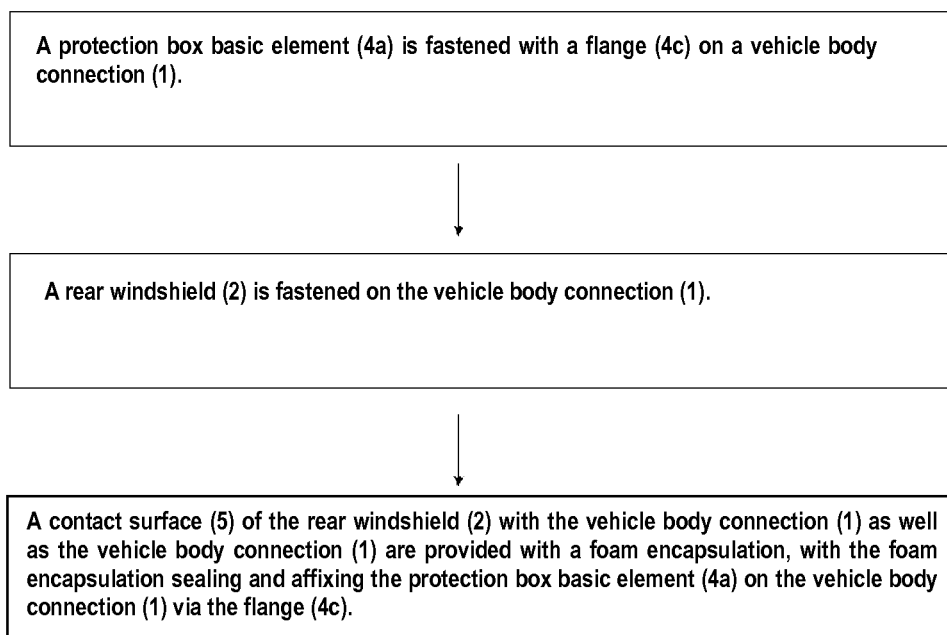 A protection box basic element (4a) is fastened with a flange (4c) on a vehicle body
connection (1).
A rear windshield (2) is fastened on the vehicle body connection (1).
A contact surface (5) of the rear windshield (2) with the vehicle body connection (1) as well
as the vehicle body connection (1) are provided with a foam encapsulation, with the foam
encapsulation sealing and affixing the protection box basic element (4a) on the vehicle body
connection (1) via the flange (4c).